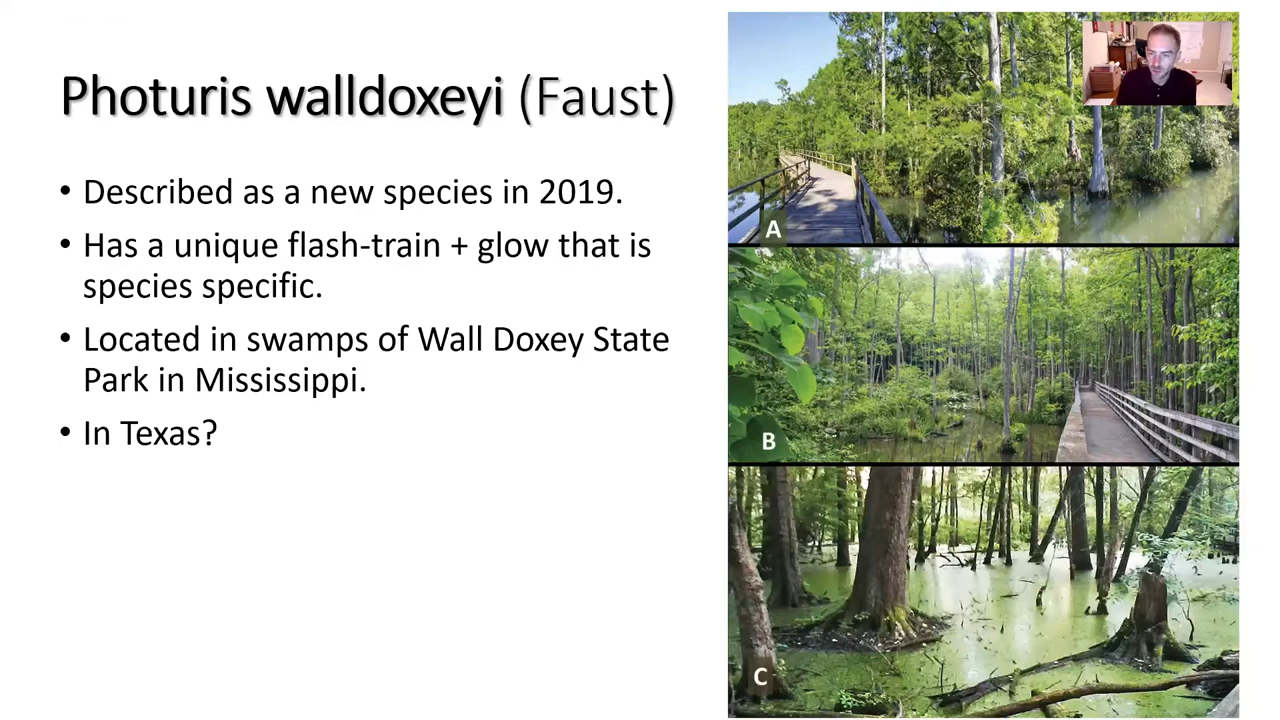 Photuris walldoxeyi (Faust)
• Described as a new species in 2019.
• Has a unique flash-train + glow that is
species specific.
• Located in swamps of Wall Doxey State
Park in Mississippi.
• In Texas?
A
B
C